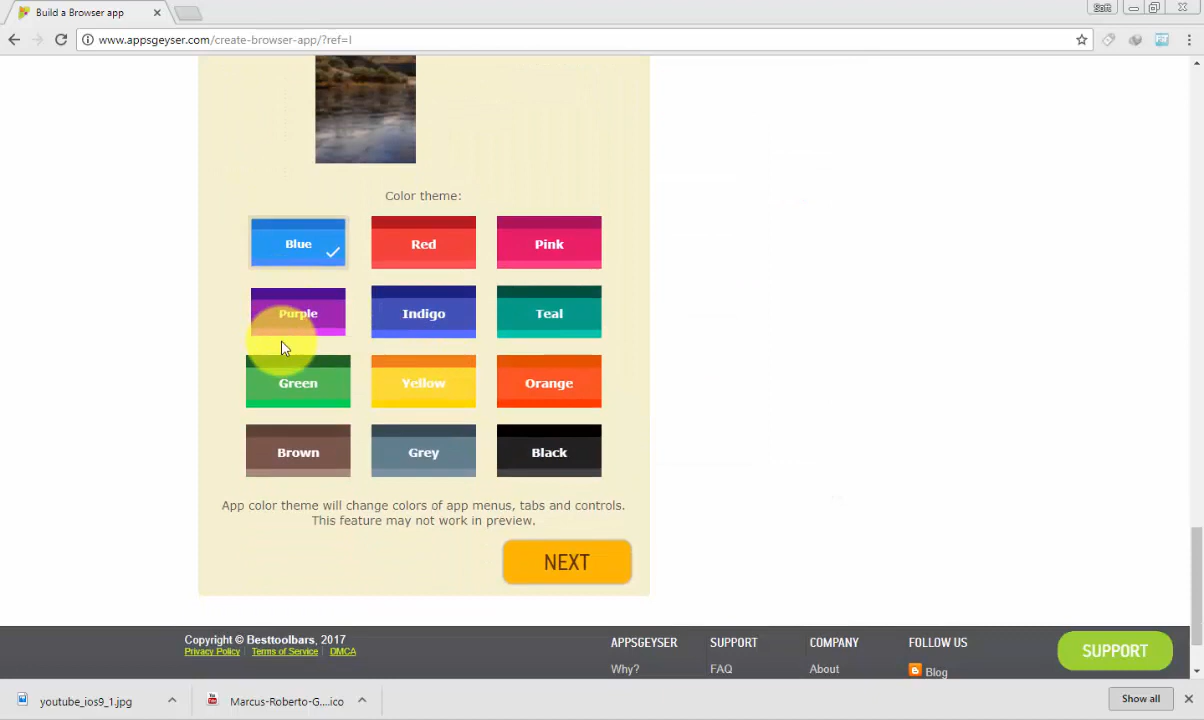 Build a Browser app
Soft
www.appsgeyser.com/create-browser-app/?ref=l
Color theme:
Blue
Red
Pink
Purple
Indigo
Teal
Green
Yellow
Orange
Brown
Grey
Black
App color theme will change colors of app menus, tabs and controls.
This feature may not work in preview.
NEXT
Copyright © Besttoolbars, 2017
Privacy Policy | Terms of Service | DMCA
APPSGEYSER
SUPPORT
COMPANY
FOLLOW US
Why?
FAQ
About
Blog
SUPPORT
youtube_ios9_1.jpg
Marcus-Roberto-G....ico
Show all